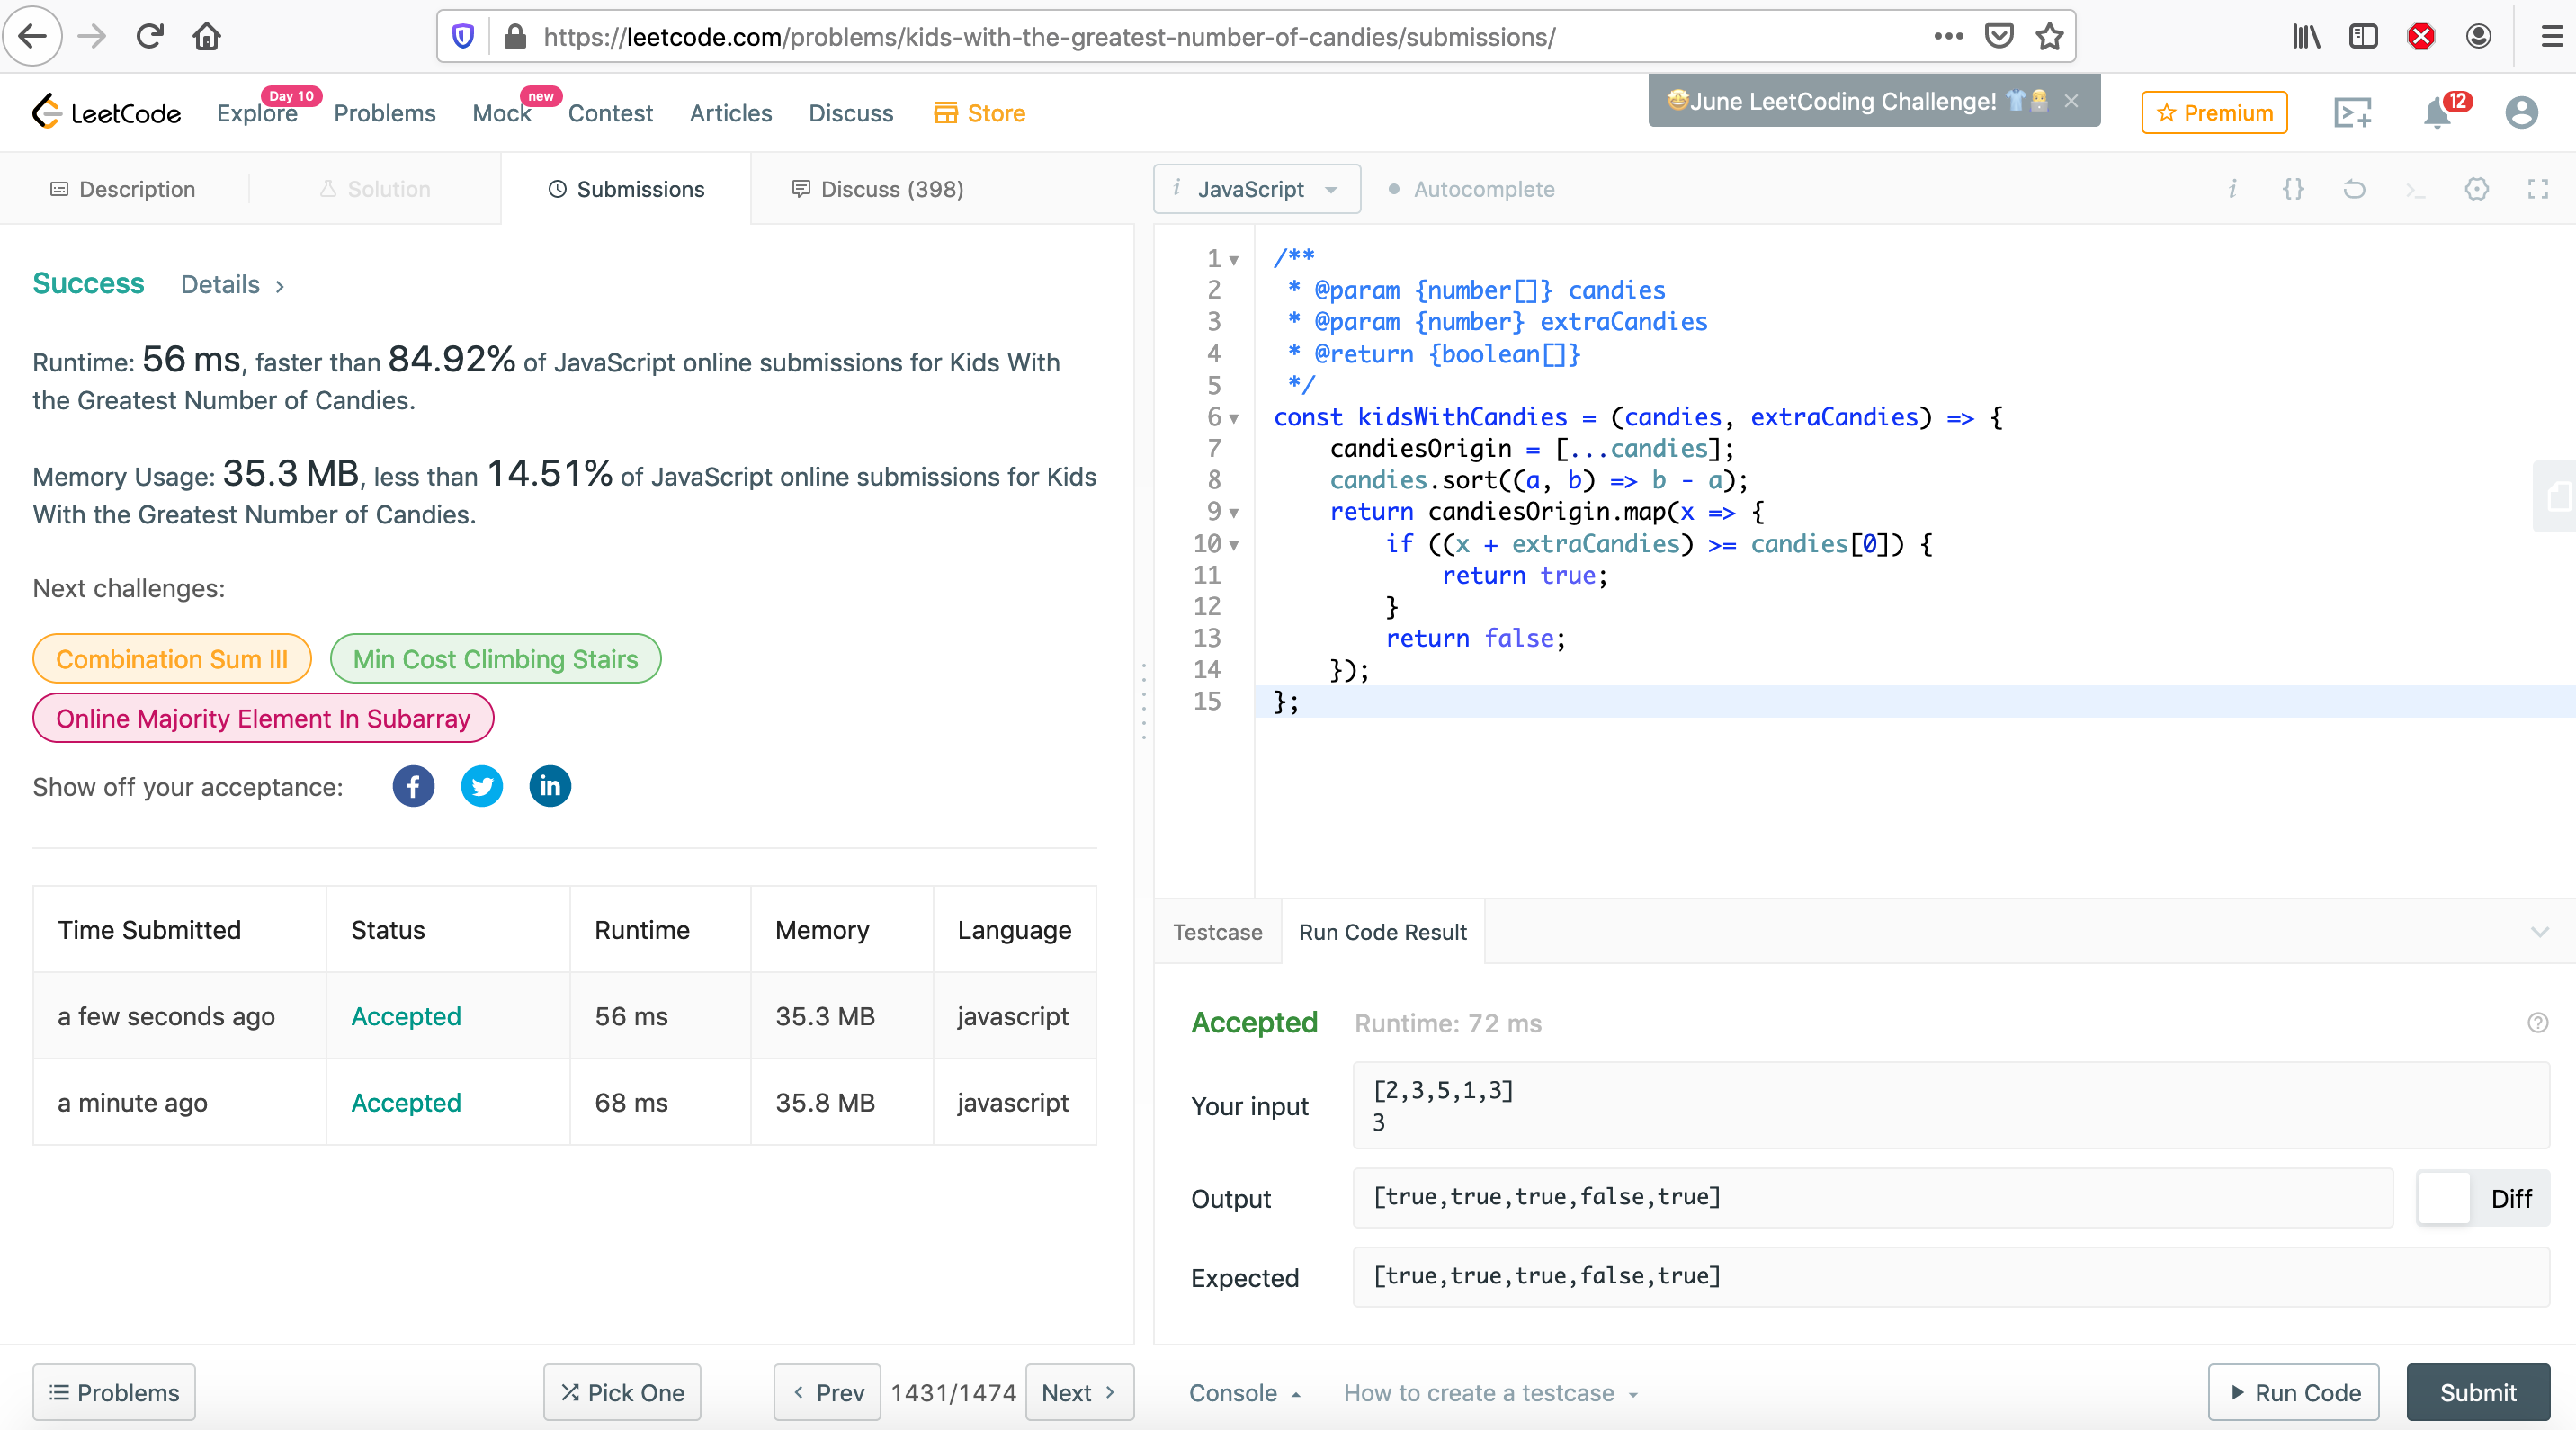 https://leetcode.com/problems/kids-with-the-greatest-number-of-candies/submissions/
LeetCode
Explore
Day 10
Problems
Mock
new
Contest
Articles
Discuss
Store
🤩June LeetCoding Challenge! 👕👩‍💻 ×
Premium
12
Description
Solution
Submissions
Discuss (398)
i JavaScript
Autocomplete
Success Details >
Runtime: 56 ms, faster than 84.92% of JavaScript online submissions for Kids With
the Greatest Number of Candies.
Memory Usage: 35.3 MB, less than 14.51% of JavaScript online submissions for Kids
With the Greatest Number of Candies.
Next challenges:
Combination Sum III
Min Cost Climbing Stairs
Online Majority Element In Subarray
Show off your acceptance:
Time Submitted Status Runtime Memory Language
a few seconds ago Accepted 56 ms 35.3 MB javascript
a minute ago Accepted 68 ms 35.8 MB javascript
Problems
Pick One
Prev
1431/1474
Next
1 /**
2  * @param {number[]} candies
3  * @param {number} extraCandies
4  * @return {boolean[]}
5  */
6 const kidsWithCandies = (candies, extraCandies) => {
7     candiesOrigin = [...candies];
8     candies.sort((a, b) => b - a);
9     return candiesOrigin.map(x => {
10         if ((x + extraCandies) >= candies[0]) {
11             return true;
12         }
13         return false;
14     });
15 };
Testcase
Run Code Result
Accepted Runtime: 72 ms
Your input
[2,3,5,1,3]
3
Output
[true,true,true,false,true]
Diff
Expected
[true,true,true,false,true]
Console
How to create a testcase
Run Code
Submit